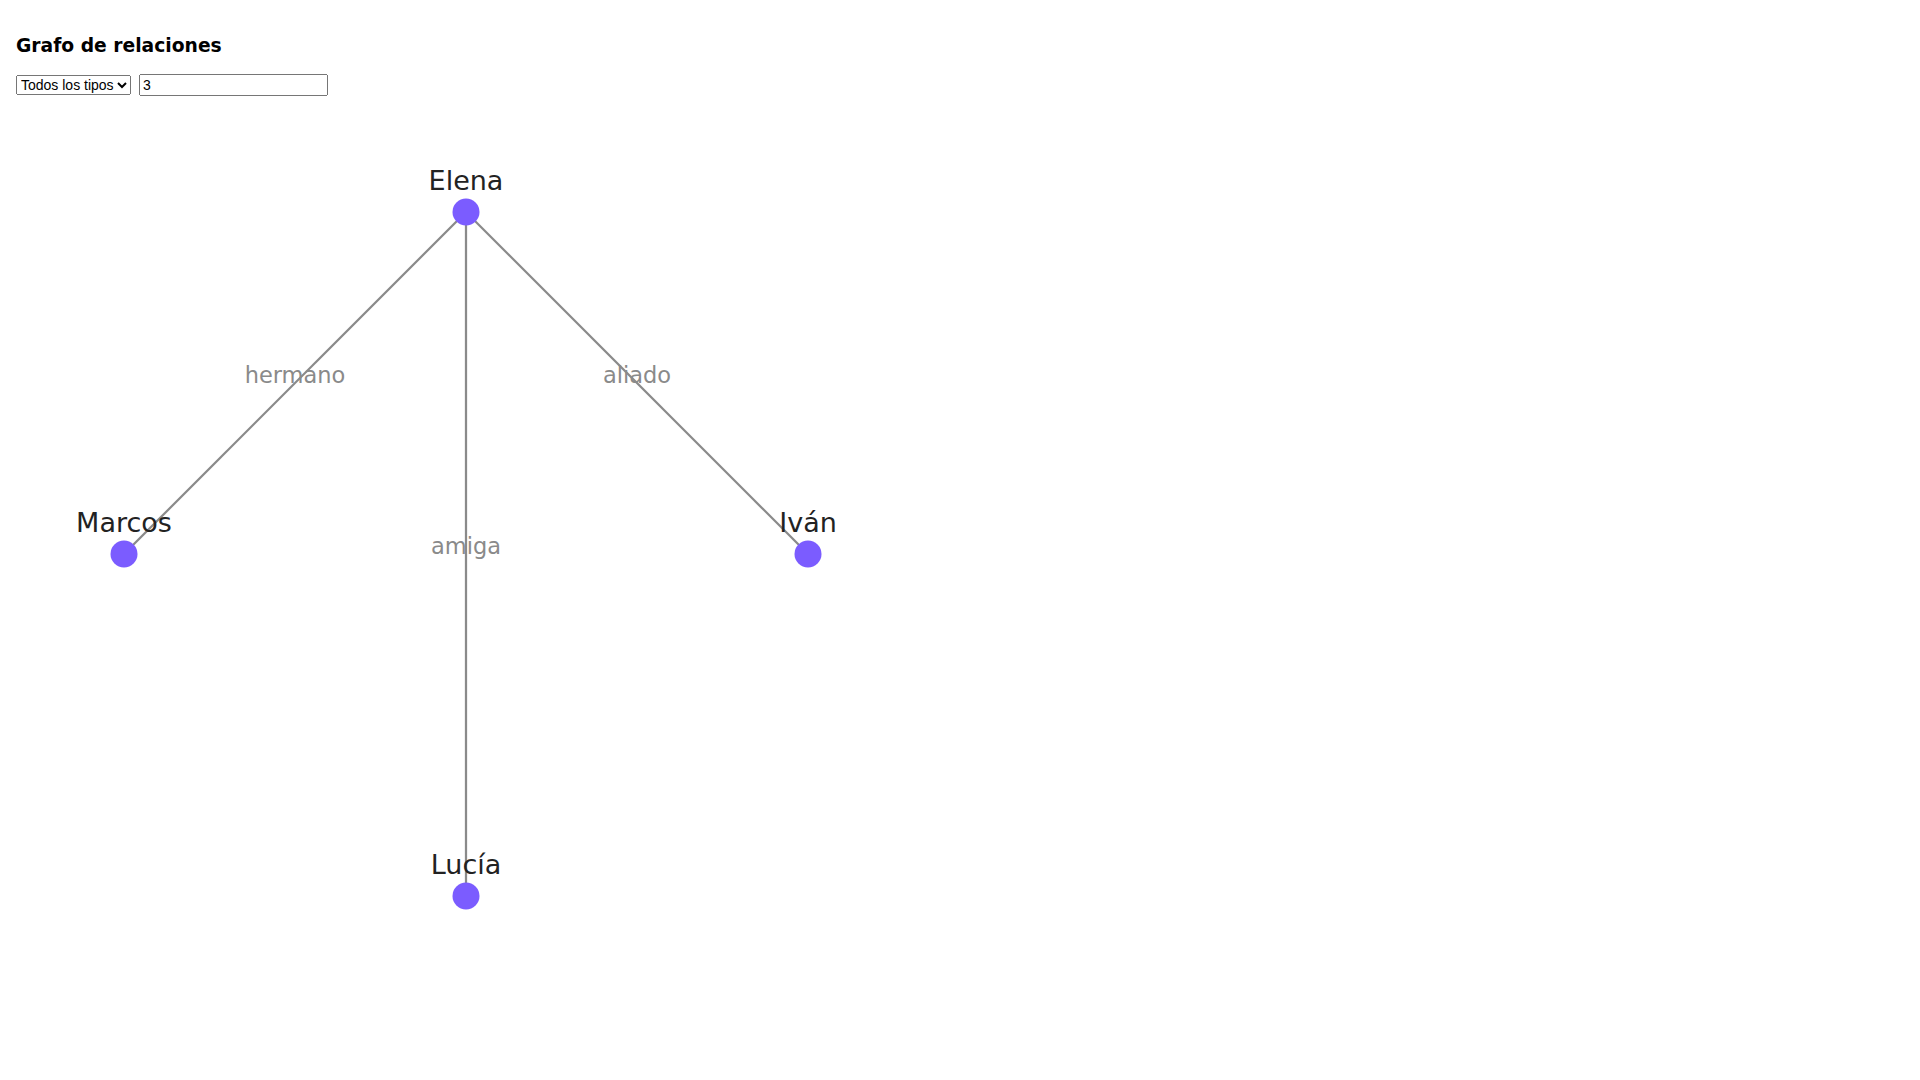 Grafo de relaciones
Todos los tipos 3
Elena
hermano
aliado
Marcos
Iván
amiga
Lucía